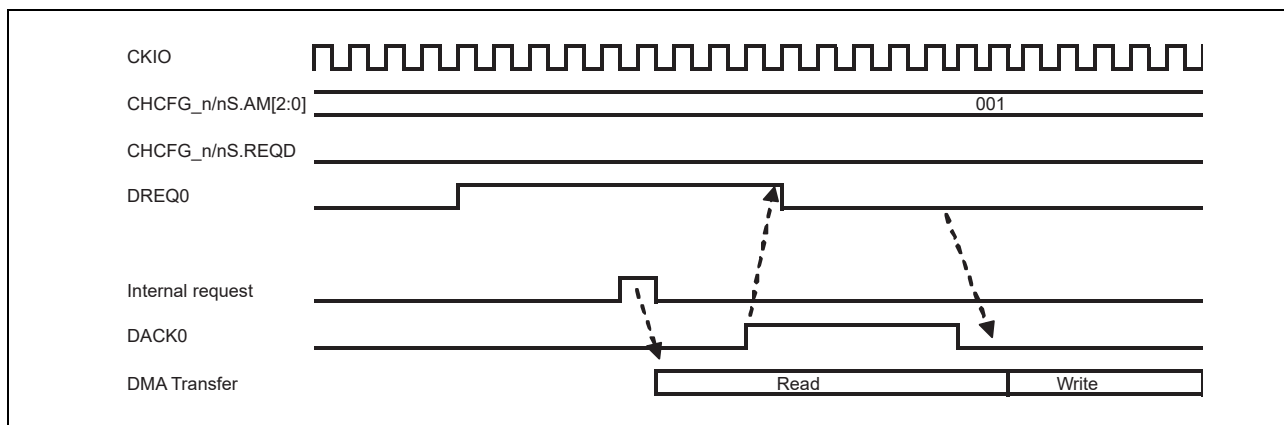 CKIO
CHCFG_n/nS.AM[2:0] 001
CHCFG_n/nS.REQD
DREQ0
Internal request
DACK0
DMA Transfer Read Write